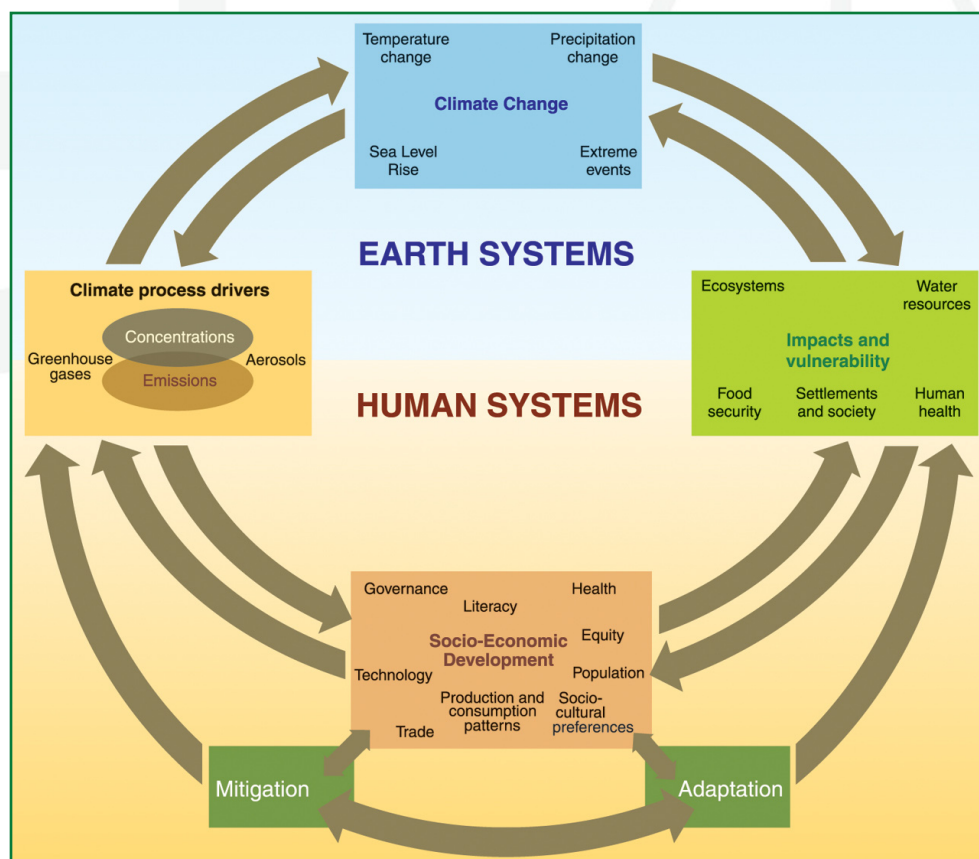 Temperature
change
Precipitation
change
Climate Change
Sea Level
Rise
Extreme
events
EARTH SYSTEMS
Climate process drivers
Concentrations
Greenhouse
gases
Aerosols
Emissions
Ecosystems
Water
resources
Impacts and
vulnerability
Food
security
Settlements
and society
Human
health
HUMAN SYSTEMS
Governance
Literacy
Health
Socio-Economic
Development
Equity
Technology
Population
Production and
consumption
patterns
Socio-
cultural
preferences
Trade
Mitigation
Adaptation